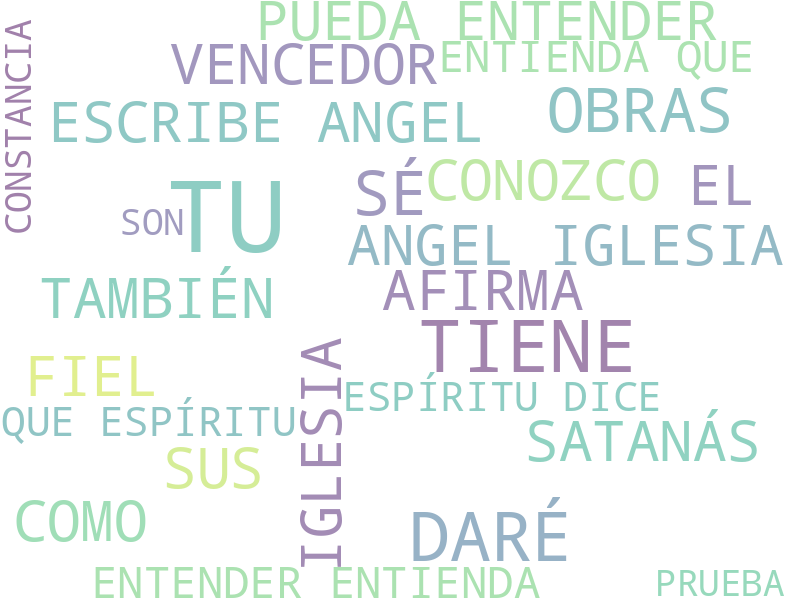 PUEDA ENTENDER
CONSTANCIA
VENCEDOR
ENTIENDA QUE
ESCRIBE ANGEL
OBRAS
SÉ
CONOZCO
EL
SON
TU
ANGEL IGLESIA
TAMBIÉN
AFIRMA
TIENE
FIEL
IGLESIA
ESPÍRITU DICE
QUE ESPÍRITU
SATANÁS
SUS
COMO
DARÉ
ENTENDER ENTIENDA
PRUEBA